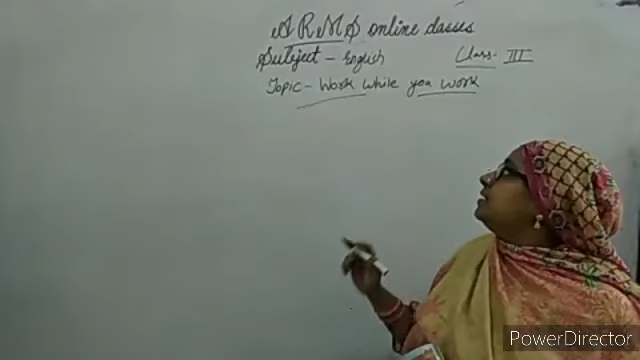 ARMS online classes
Subject - English Class - III
Topic - Work while you work
PowerDirector